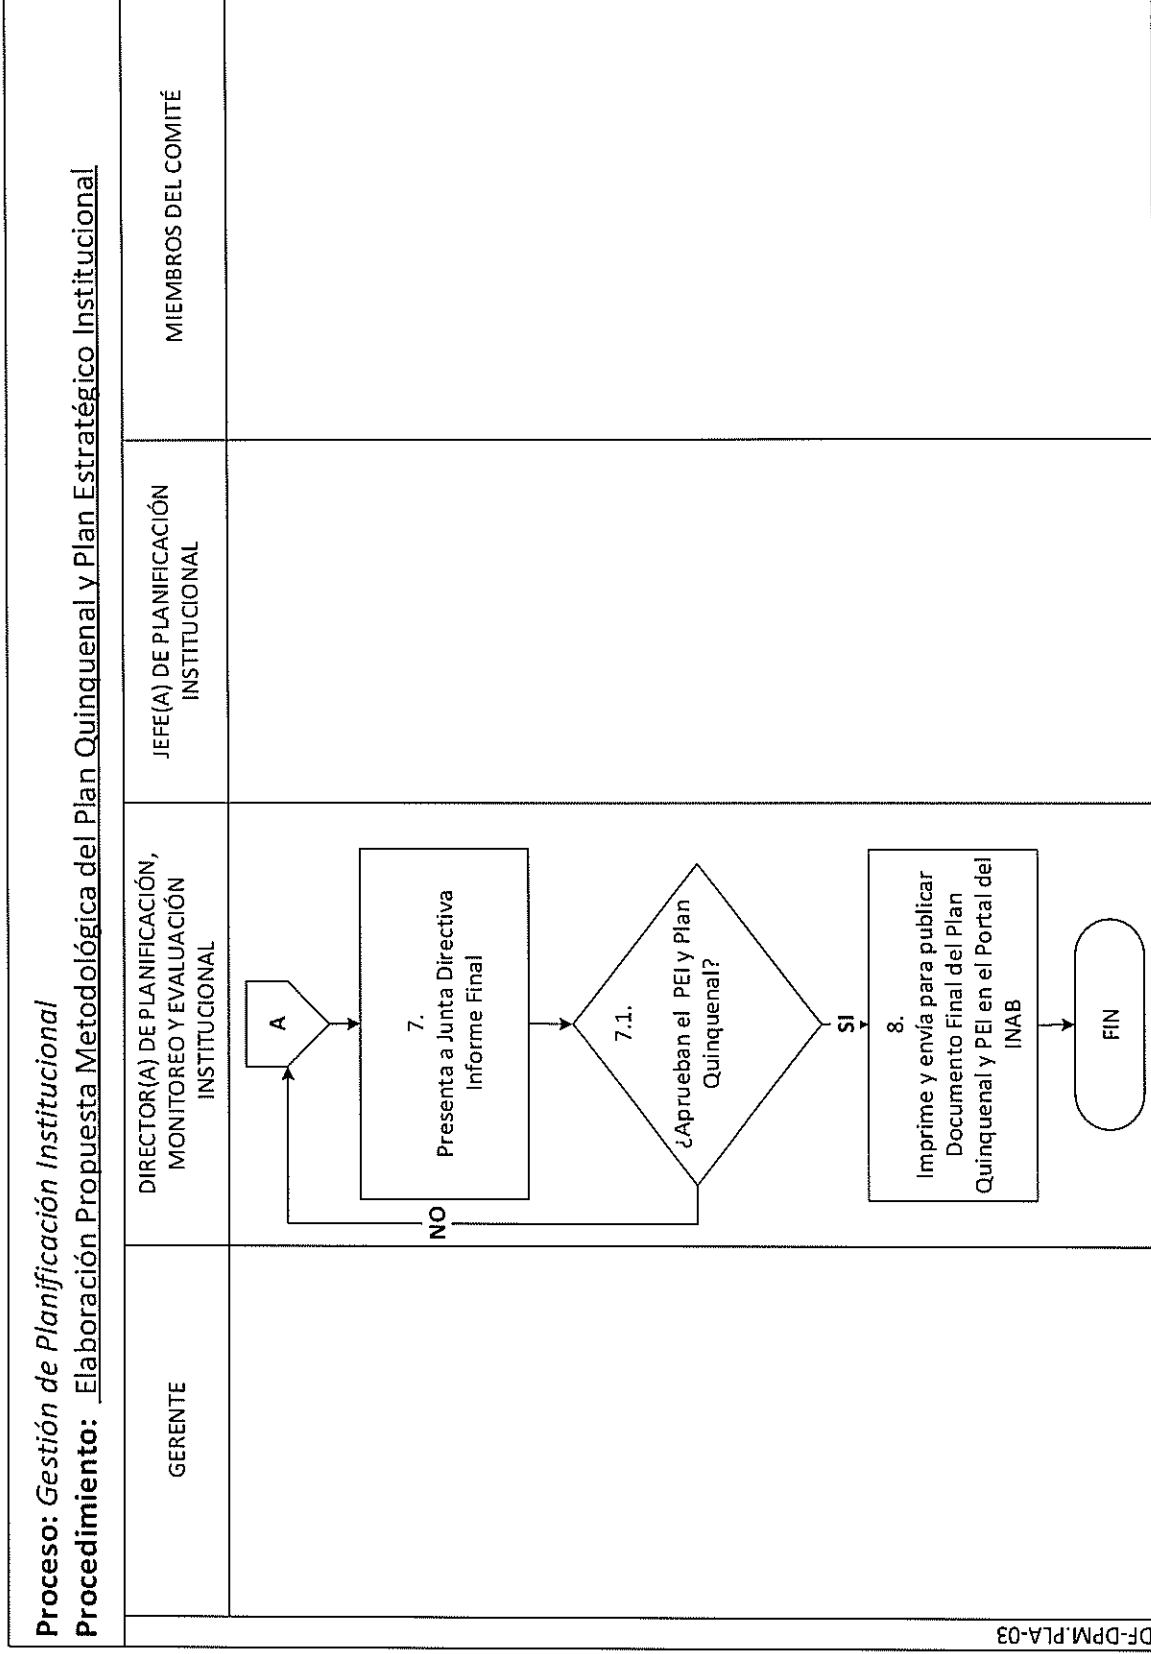 Proceso: Gestión de Planificación Institucional
Procedimiento: Elaboración Propuesta Metodológica del Plan Quinquenal y Plan Estratégico Institucional
GERENTE
DIRECTOR(A) DE PLANIFICACIÓN,
MONITOREO Y EVALUACIÓN
INSTITUCIONAL
JEFE(A) DE PLANIFICACIÓN
INSTITUCIONAL
MIEMBROS DEL COMITÉ
A
7.
Presenta a Junta Directiva
Informe Final
NO
7.1.
¿Aprueban el PEI y Plan
Quinquenal?
SI
8.
Imprime y envía para publicar
Documento Final del Plan
Quinquenal y PEI en el Portal del
INAB
FIN
DF-DPM.PLA-03